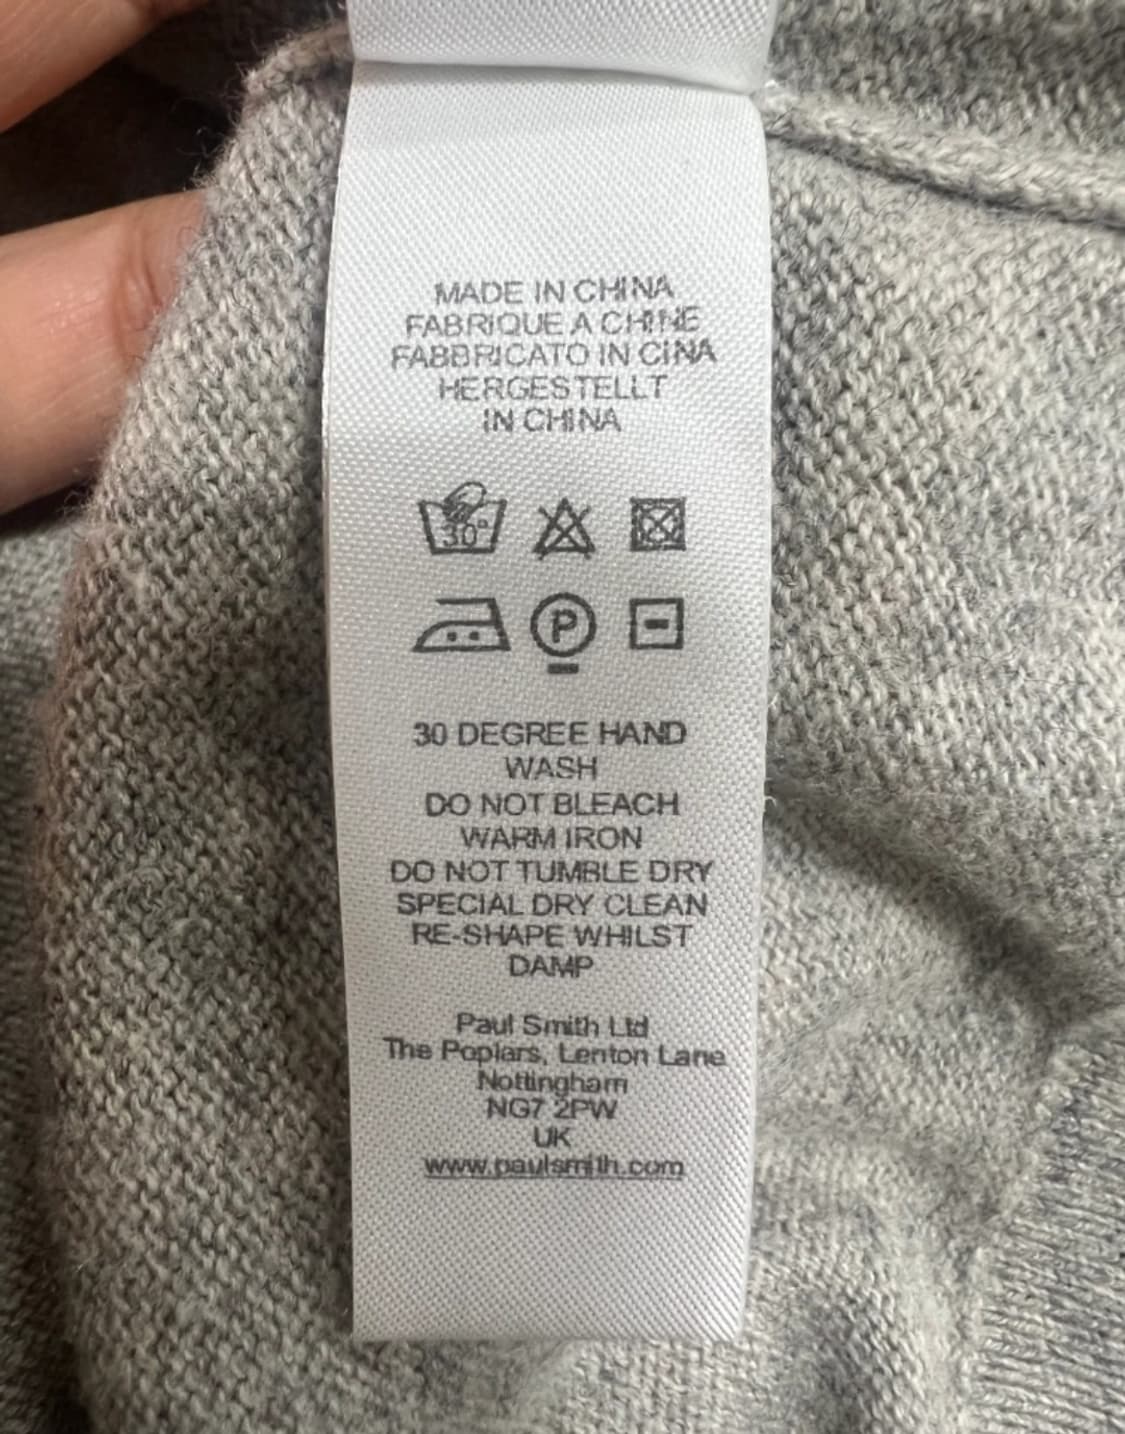 MADE IN CHINA
FABRIQUE A CHINE
FABBRICATO IN CINA
HERGESTELLT
IN CHINA
30°
P
30 DEGREE HAND
WASH
DO NOT BLEACH
WARM IRON
DO NOT TUMBLE DRY
SPECIAL DRY CLEAN
RE-SHAPE WHILST
DAMP
Paul Smith Ltd
The Poplars, Lenton Lane
Nottingham
NG7 2PW
UK
www.paulsmith.com